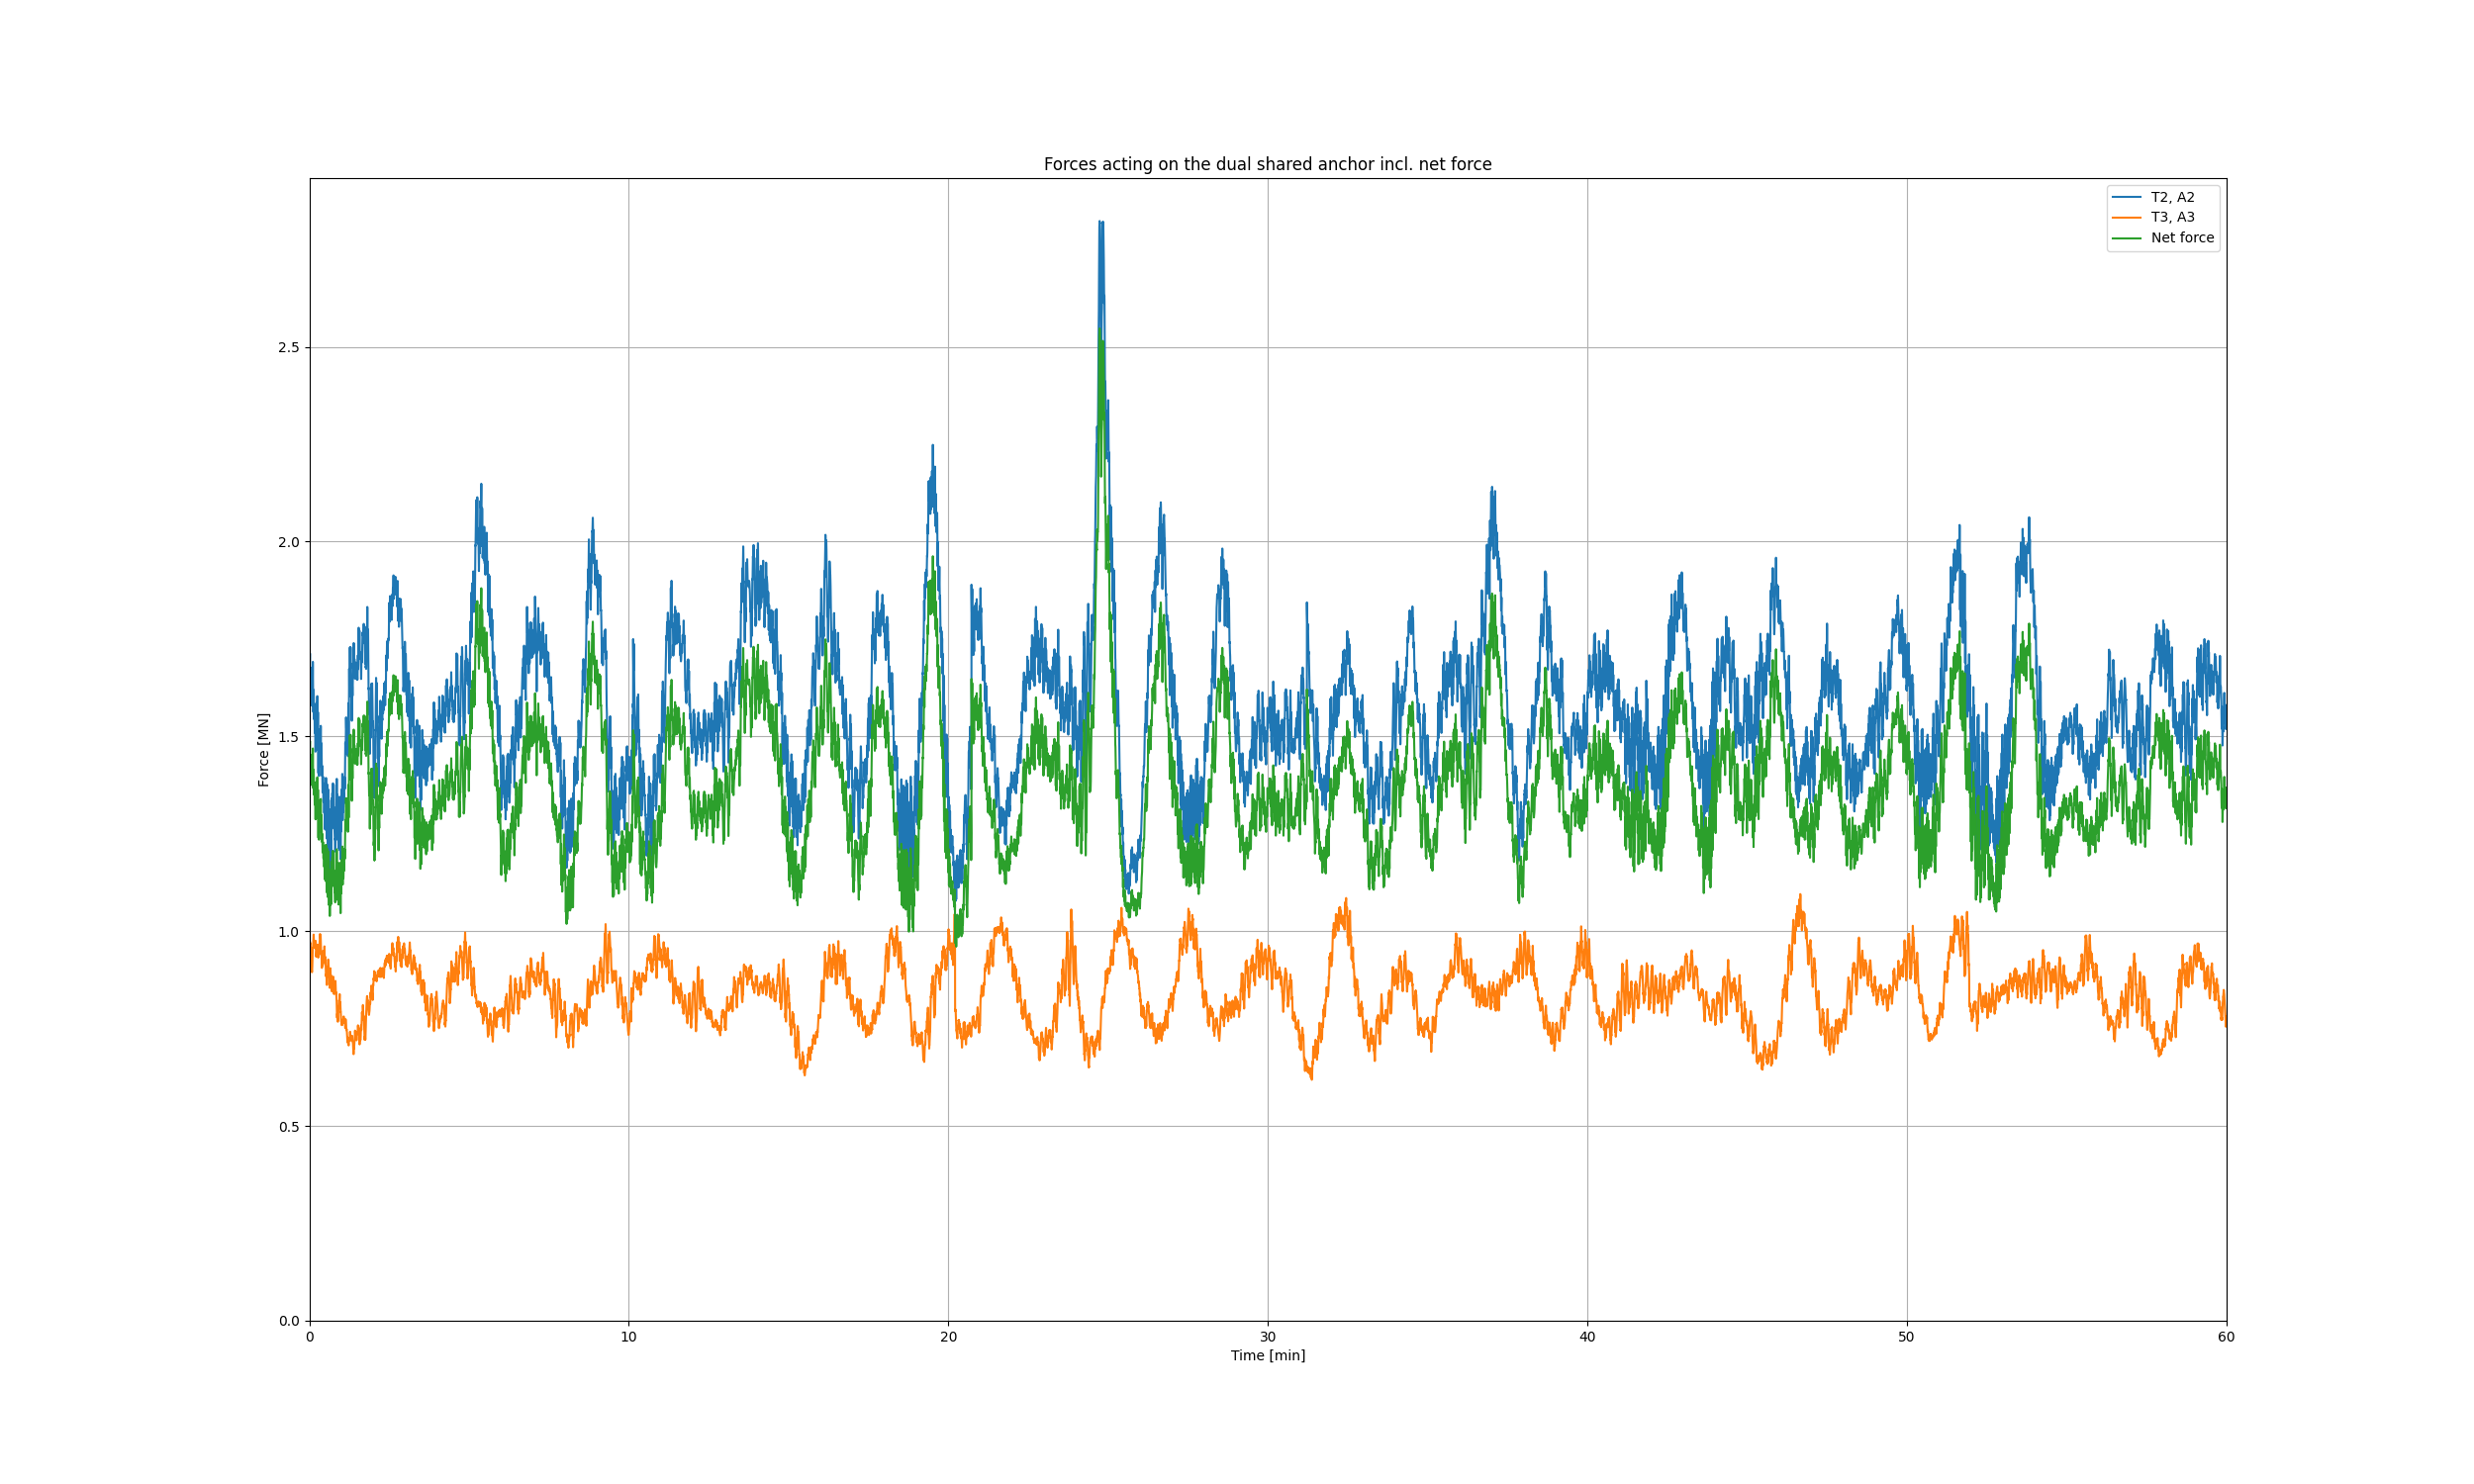 Forces acting on the dual shared anchor incl. net force
T2, A2
T3, A3
Net force
Force [MN]
2.5
2.0
1.5
1.0
0.5
0.0
0 10 20 30 40 50 60
Time [min]